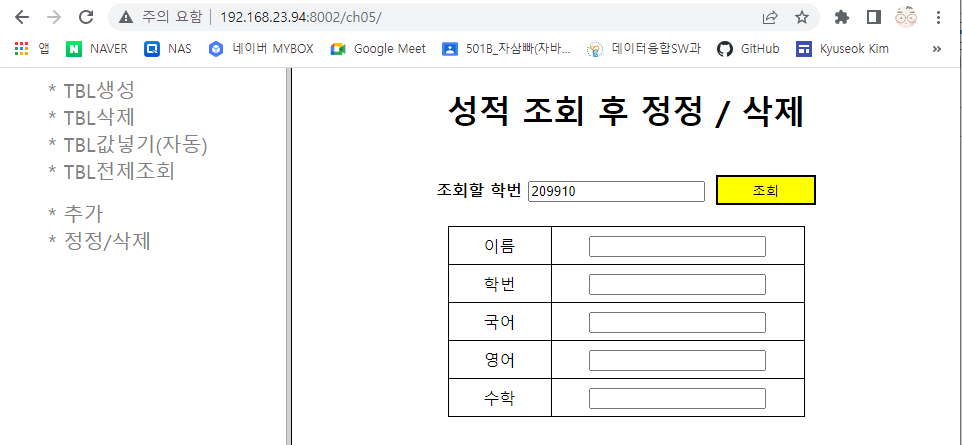 주의 요함 | 192.168.23.94:8002/ch05/
앱 NAVER NAS 네이버 MYBOX Google Meet 501B_자삼빠(자바... 데이터융합SW과 GitHub Kyuseok Kim »
* TBL생성
* TBL삭제
* TBL값넣기(자동)
* TBL전제조회
* 추가
* 정정/삭제
성적 조회 후 정정 / 삭제
조회할 학번 209910 조회
이름
학번
국어
영어
수학